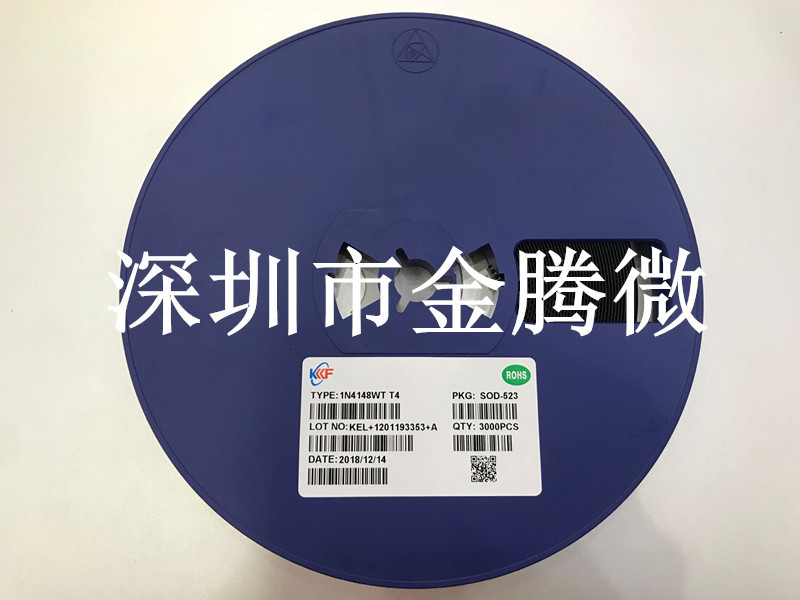 深圳市金腾微
KKF
ROHS
TYPE:1N4148WT T4
PKG: SOD-523
LOT NO:KEL+1201193353+A
QTY: 3000PCS
DATE:2018/12/14